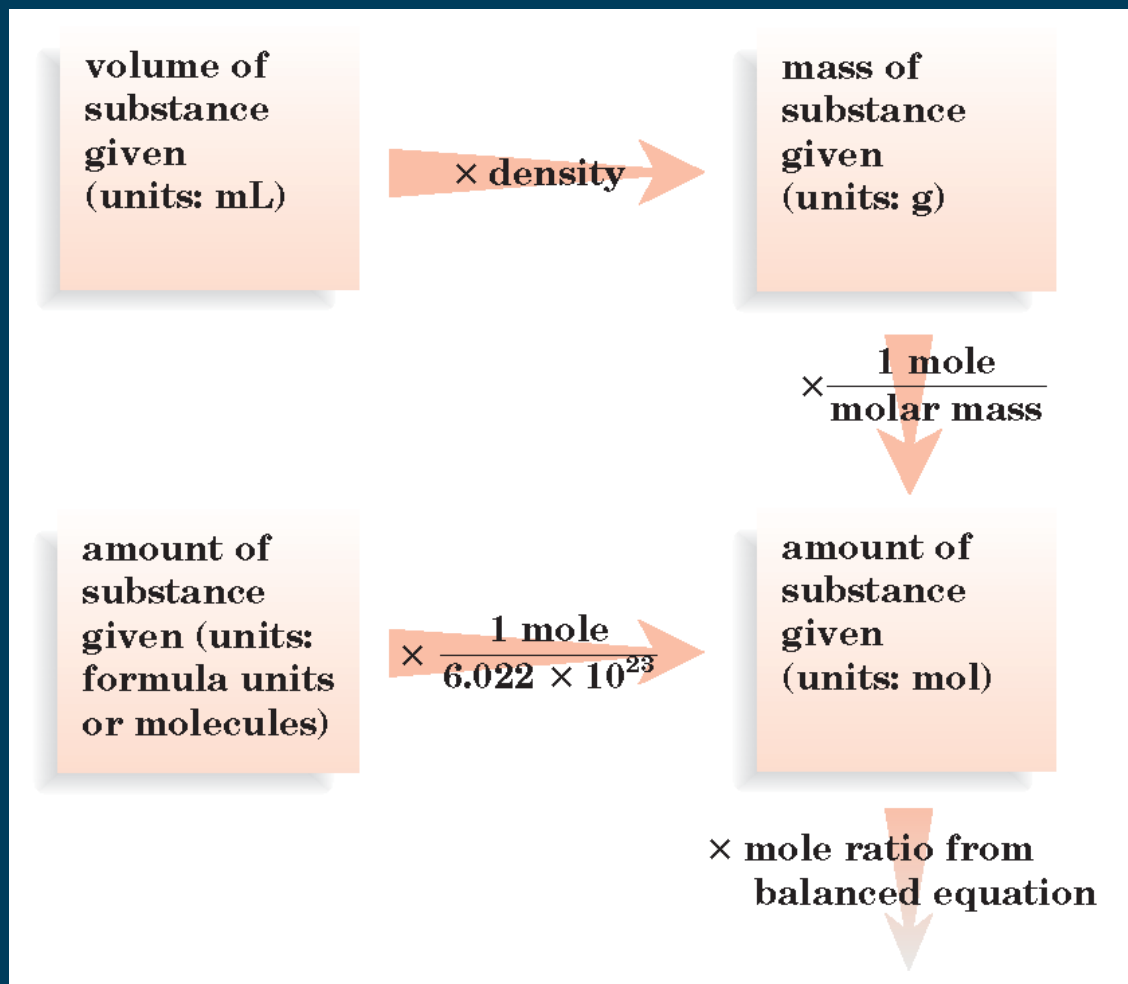 volume of
substance
given
(units: mL)
× density
mass of
substance
given
(units: g)
× 1 mole
molar mass
amount of
substance
given (units:
formula units
or molecules)
× 1 mole
6.022 × 10²³
amount of
substance
given
(units: mol)
× mole ratio from
balanced equation